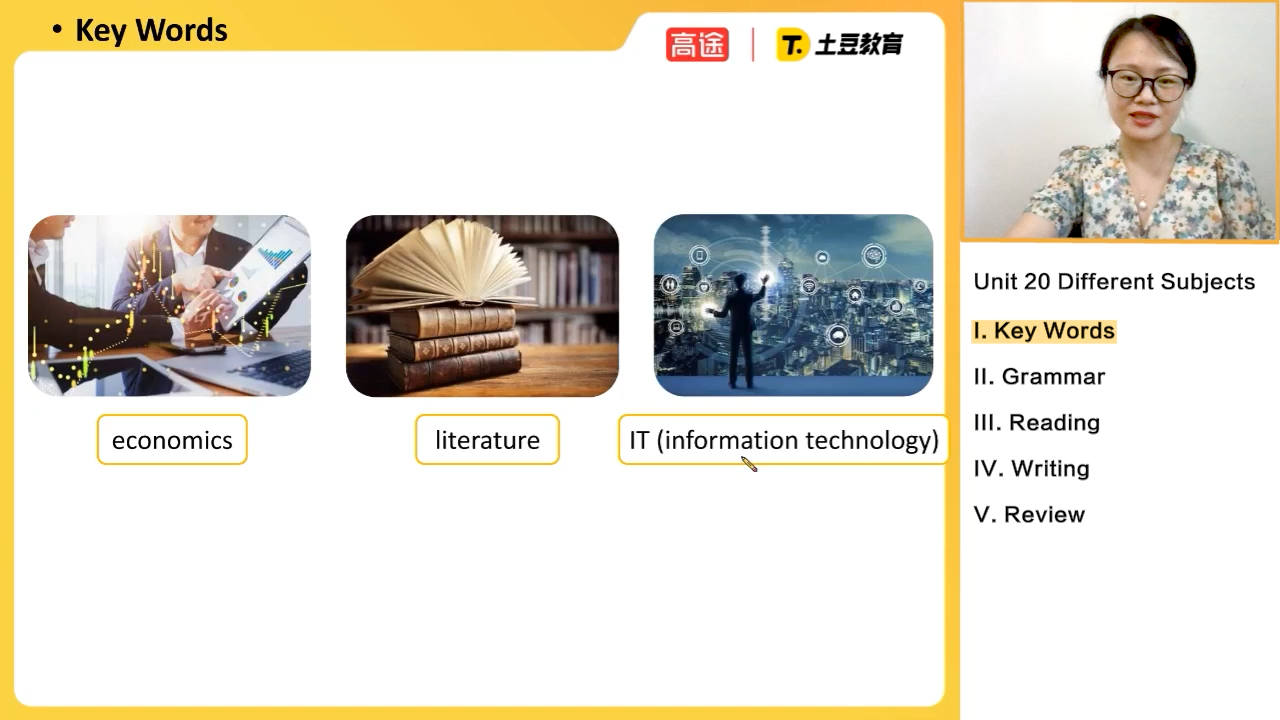 • Key Words
高途
T. 土豆教育
economics
literature
IT (information technology)
Unit 20 Different Subjects
I. Key Words
II. Grammar
III. Reading
IV. Writing
V. Review